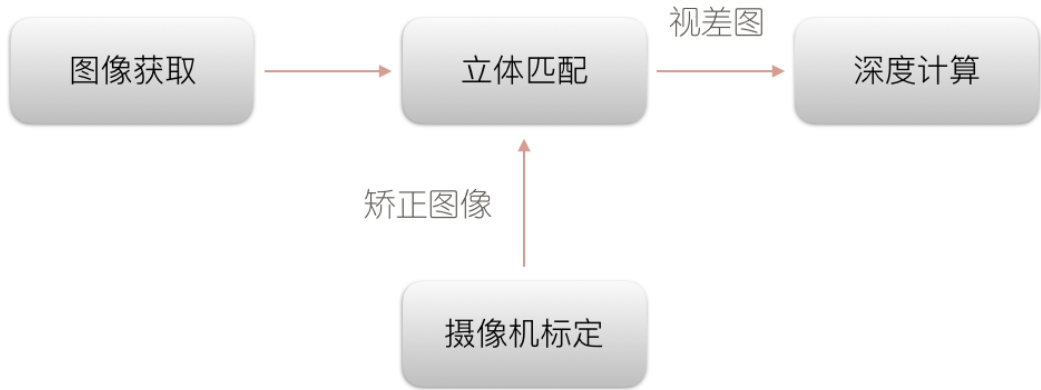 视差图
图像获取
立体匹配
深度计算
矫正图像
摄像机标定